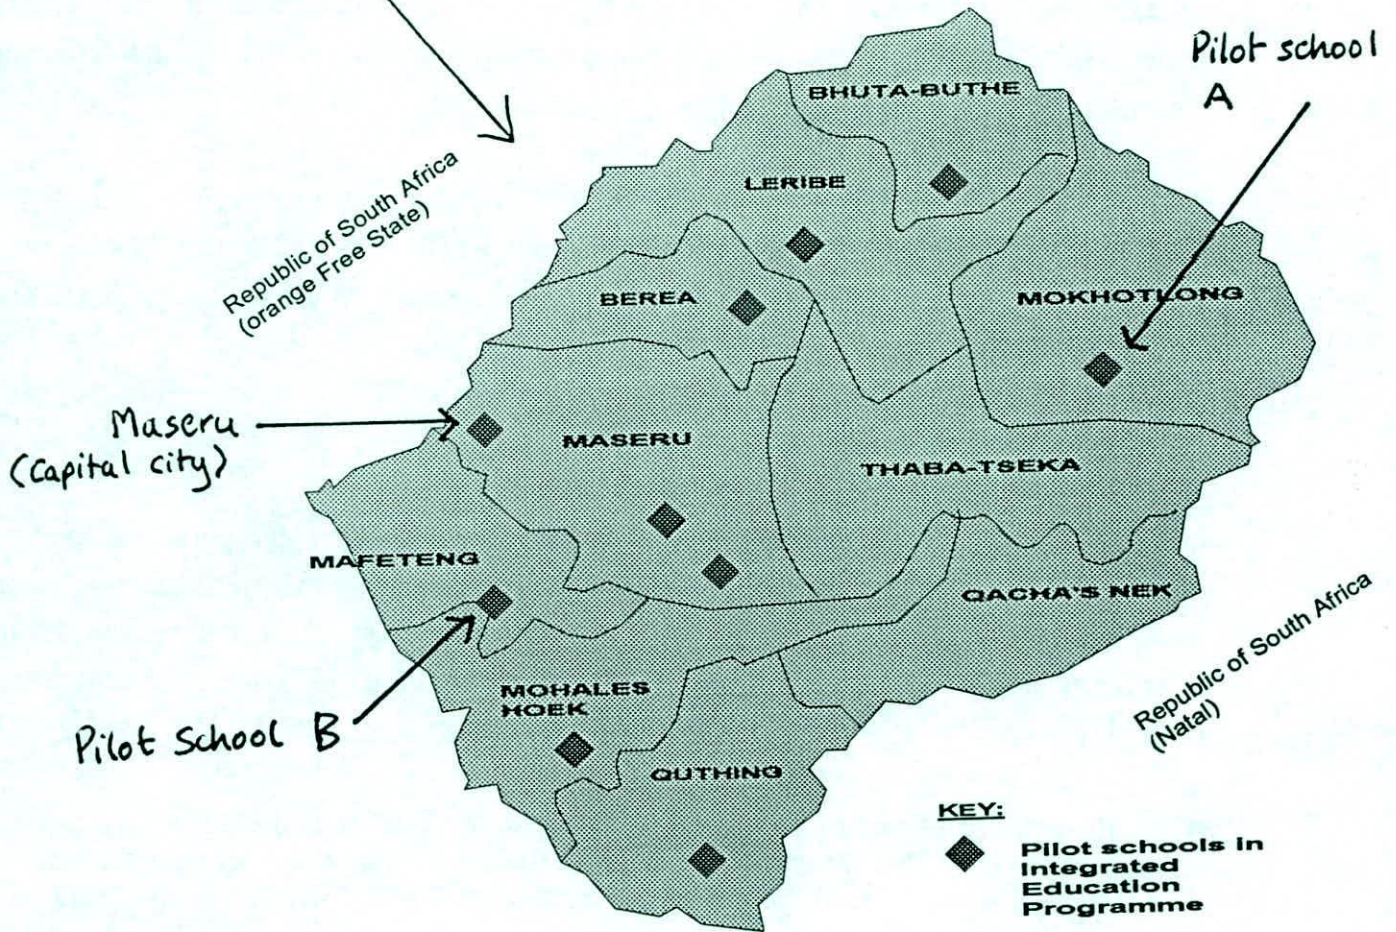 Pilot school
A
BHUTA-BUTHE
LERIBE
Republic of South Africa
(orange Free State)
BEREA
MOKHOTLONG
Maseru
(Capital city)
MASERU
THABA-TSEKA
MAFETENG
QACHA'S NEK
Republic of South Africa
(Natal)
MOHALES
HOEK
Pilot School B
QUTHING
KEY:
Pilot schools in
Integrated
Education
Programme